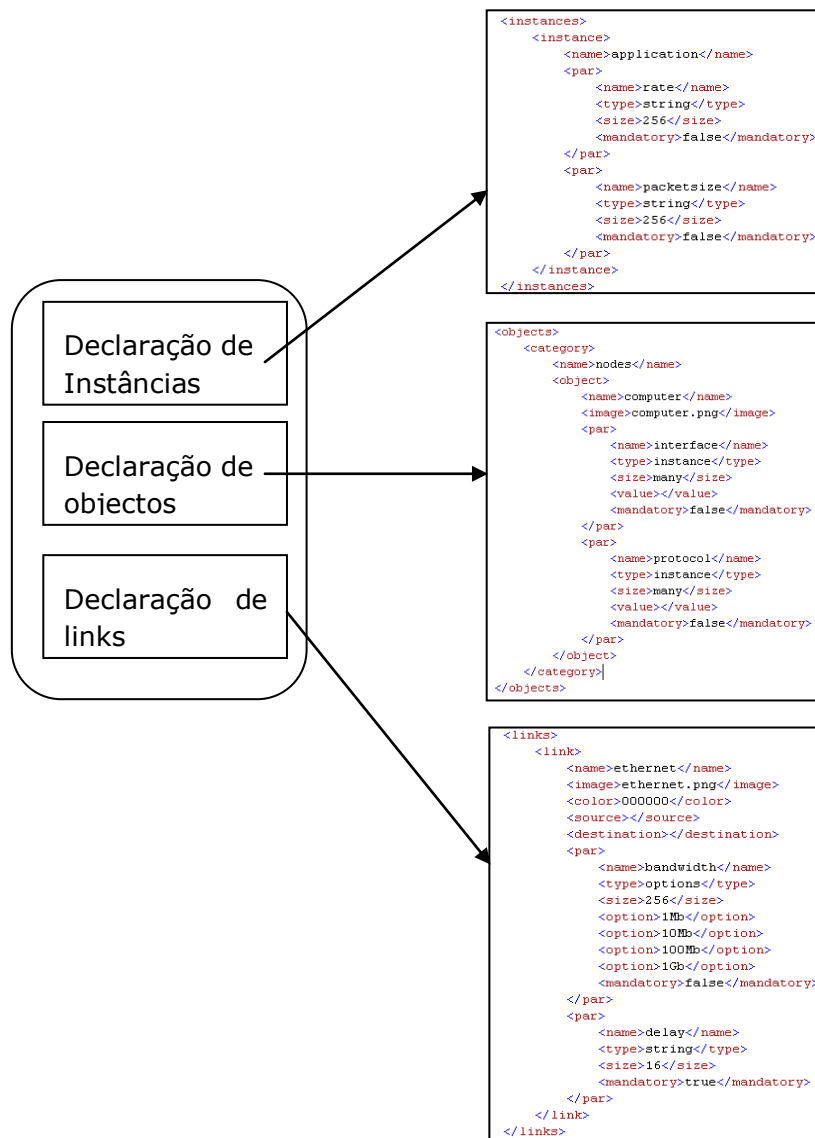 Declaração de
Instâncias
Declaração de
objectos
Declaração de
links
<instances>
<instance>
<name>application</name>
<par>
<name>rate</name>
<type>string</type>
<size>256</size>
<mandatory>false</mandatory>
</par>
<par>
<name>packetsize</name>
<type>string</type>
<size>256</size>
<mandatory>false</mandatory>
</par>
</instance>
</instances>
<objects>
<category>
<name>nodes</name>
<object>
<name>computer</name>
<image>computer.png</image>
<par>
<name>interface</name>
<type>instance</type>
<size>many</size>
<value></value>
<mandatory>false</mandatory>
</par>
<par>
<name>protocol</name>
<type>instance</type>
<size>many</size>
<value></value>
<mandatory>false</mandatory>
</par>
</object>
</category>
</objects>
<links>
<link>
<name>ethernet</name>
<image>ethernet.png</image>
<color>000000</color>
<source></source>
<destination></destination>
<par>
<name>bandwidth</name>
<type>options</type>
<size>256</size>
<option>1Mb</option>
<option>10Mb</option>
<option>100Mb</option>
<option>1Gb</option>
<mandatory>false</mandatory>
</par>
<par>
<name>delay</name>
<type>string</type>
<size>16</size>
<mandatory>true</mandatory>
</par>
</link>
</links>